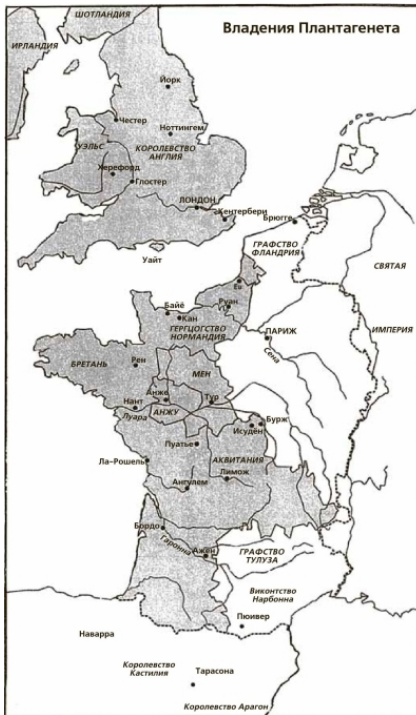 Владения Плантагенета
ШОТЛАНДИЯ
ИРЛАНДИЯ
Йорк
Честер
Ноттингем
УЭЛЬС
КОРОЛЕВСТВО
АНГЛИЯ
Херефорд
Глостер
ЛОНДОН
Кентербери
Брюгге
ГРАФСТВО
ФЛАНДРИЯ
Уайт
СВЯТАЯ
Еш
Байё
Кан
Руан
ГЕРЦОГСТВО
НОРМАНДИЯ
ПАРИЖ
ИМПЕРИЯ
Сена
БРЕТАНЬ
Рен
МЕН
Анже
Тур
Нант
АНЖУ
Луара
Бурж
Исудён
Пуатье
АКВИТАНИЯ
Ла-Рошель
Лимож
Ангулем
Бордо
Гаронна
Ажен
ГРАФСТВО
ТУЛУЗА
Виконтство
Нарбонна
Пюивер
Наварра
Королевство
Кастилия
Тарасона
Королевство Арагон